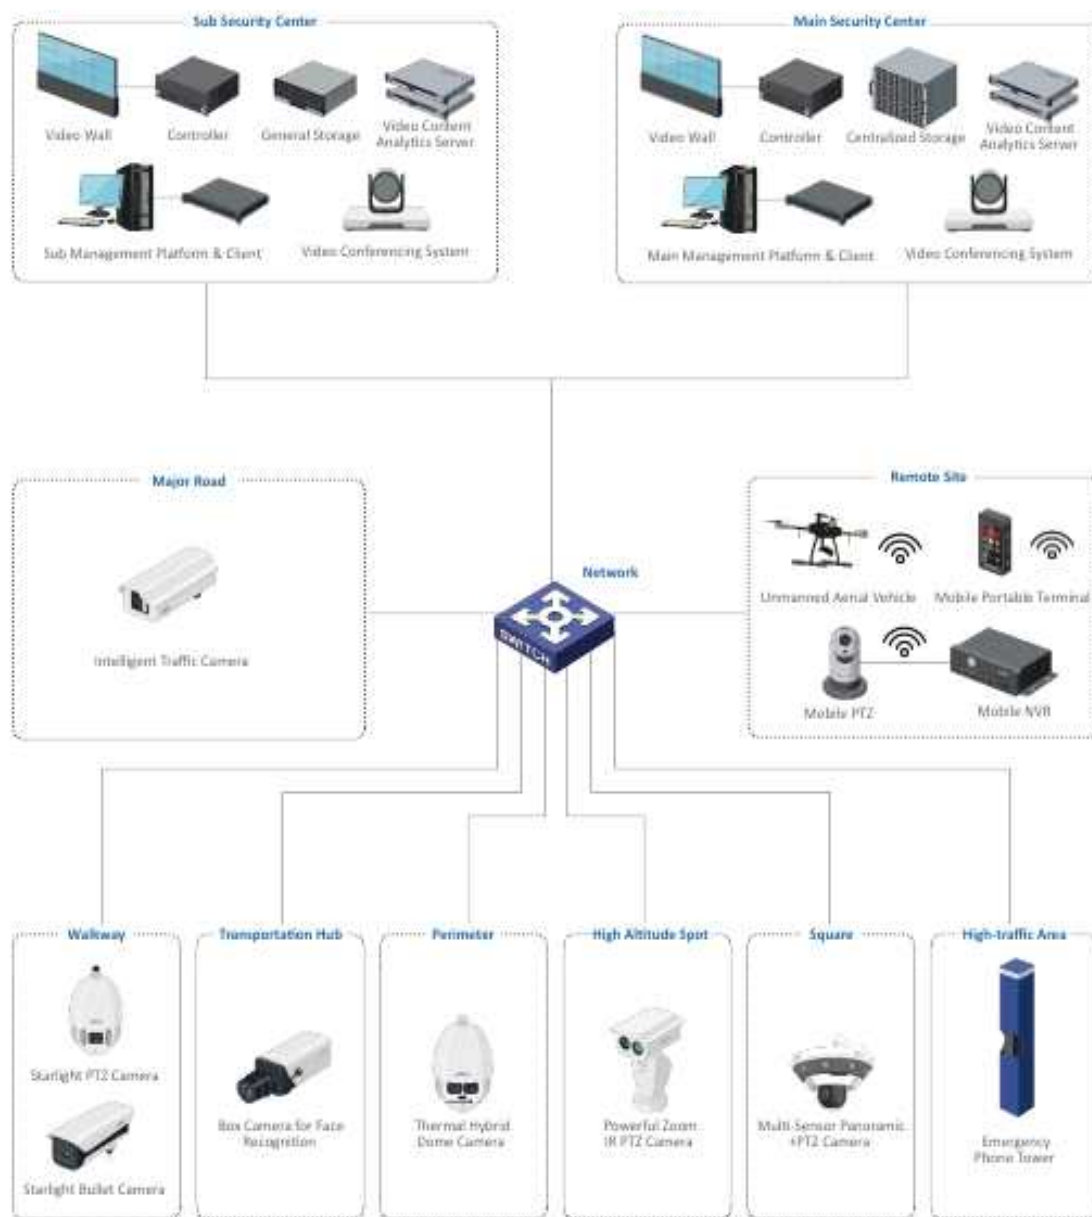 Sub Security Center
Video Wall
Controller
General Storage
Video Content
Analytics Server
Sub Management Platform & Client
Video Conferencing System
Main Security Center
Video Wall
Controller
Centralized Storage
Video Content
Analytics Server
Main Management Platform & Client
Video Conferencing System
Major Road
Intelligent Traffic Camera
Network
SWITCH
Remote Site
Unmanned Aerial Vehicle
Mobile Portable Terminal
Mobile PTZ
Mobile NVR
Walkway
Starlight PTZ Camera
Starlight Bullet Camera
Transportation Hub
Box Camera for Face
Recognition
Perimeter
Thermal Hybrid
Dome Camera
High Altitude Spot
Powerful Zoom
IR PTZ Camera
Square
Multi-Sensor Panoramic
+PTZ Camera
High-traffic Area
Emergency
Phone Tower